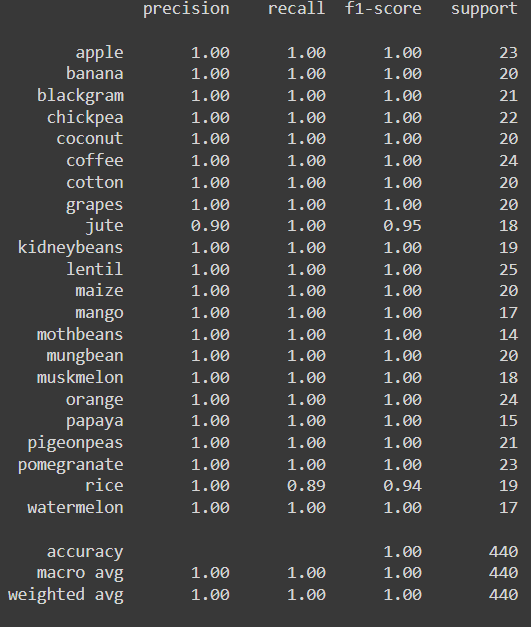 precision recall f1-score support
apple 1.00 1.00 1.00 23
banana 1.00 1.00 1.00 20
blackgram 1.00 1.00 1.00 21
chickpea 1.00 1.00 1.00 22
coconut 1.00 1.00 1.00 20
coffee 1.00 1.00 1.00 24
cotton 1.00 1.00 1.00 20
grapes 1.00 1.00 1.00 20
jute 0.90 1.00 0.95 18
kidneybeans 1.00 1.00 1.00 19
lentil 1.00 1.00 1.00 25
maize 1.00 1.00 1.00 20
mango 1.00 1.00 1.00 17
mothbeans 1.00 1.00 1.00 14
mungbean 1.00 1.00 1.00 20
muskmelon 1.00 1.00 1.00 18
orange 1.00 1.00 1.00 24
papaya 1.00 1.00 1.00 15
pigeonpeas 1.00 1.00 1.00 21
pomegranate 1.00 1.00 1.00 23
rice 1.00 0.89 0.94 19
watermelon 1.00 1.00 1.00 17
accuracy 1.00 440
macro avg 1.00 1.00 1.00 440
weighted avg 1.00 1.00 1.00 440